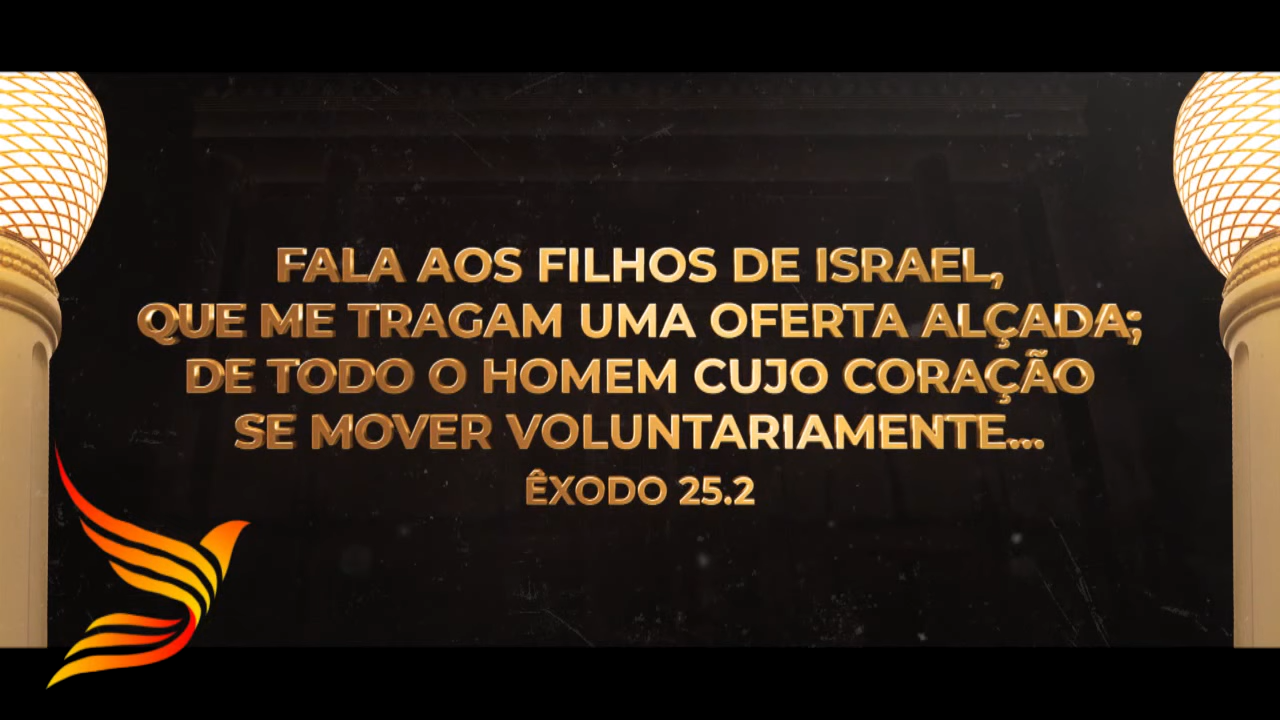 FALA AOS FILHOS DE ISRAEL,
QUE ME TRAGAM UMA OFERTA ALÇADA;
DE TODO O HOMEM CUJO CORAÇÃO
SE MOVER VOLUNTARIAMENTE...
ÊXODO 25.2